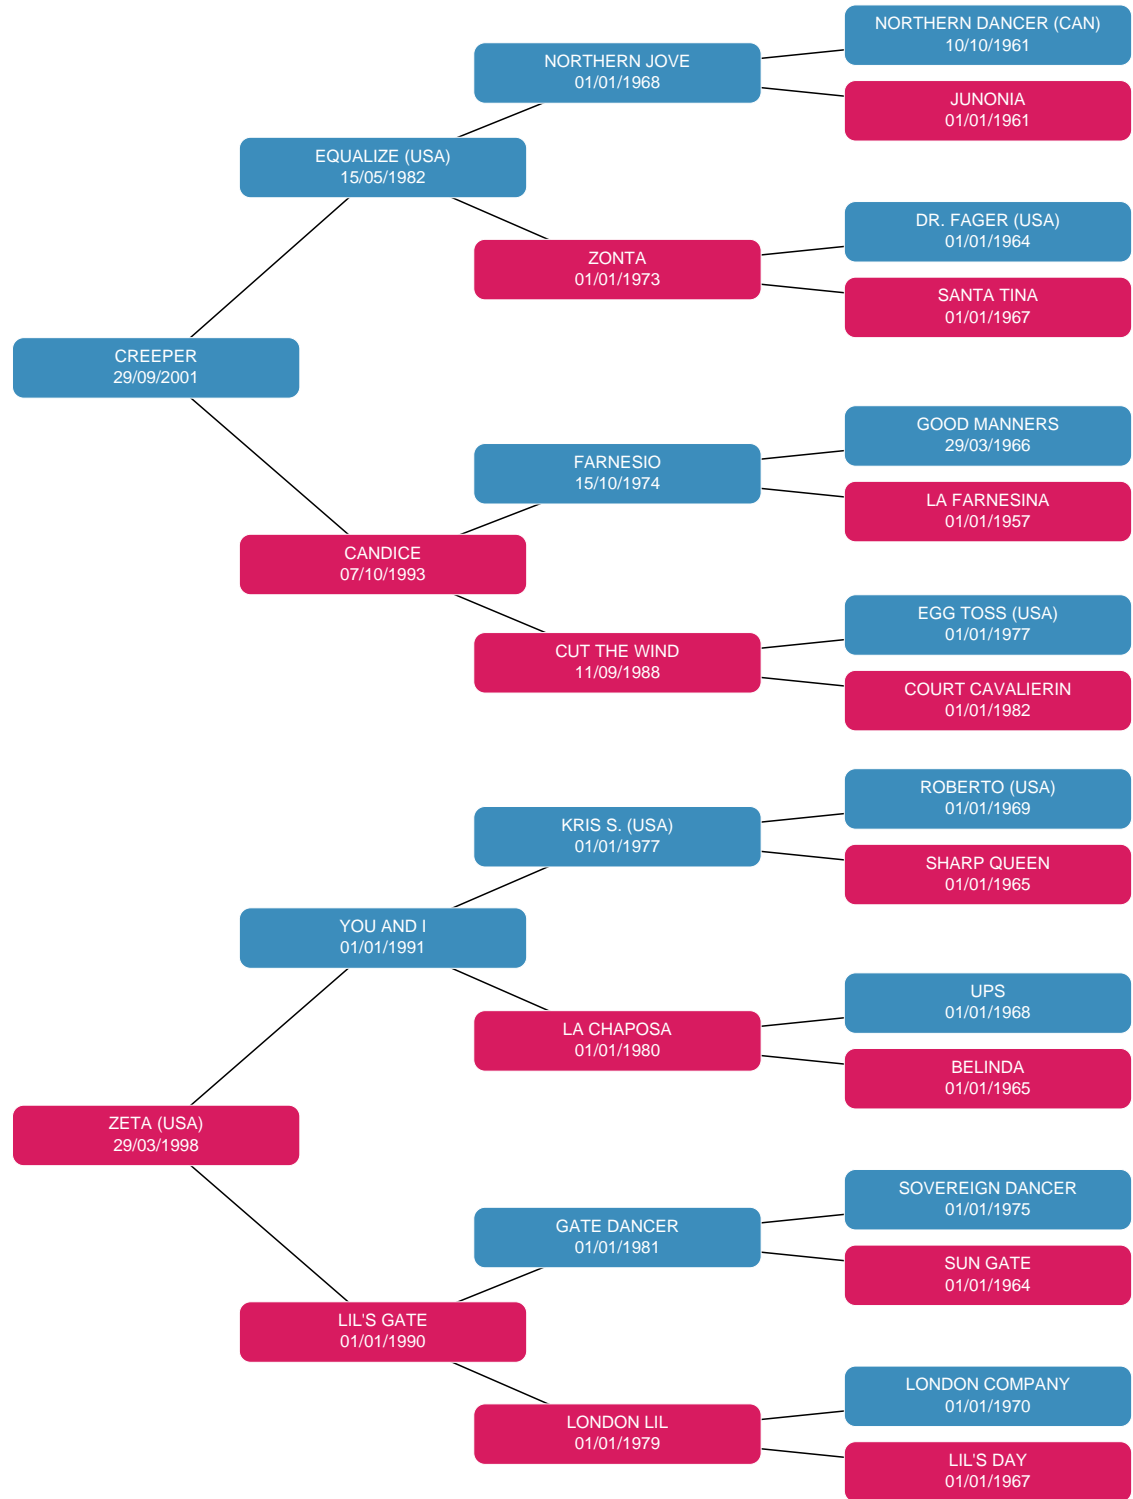 NORTHERN DANCER (CAN)
10/10/1961
NORTHERN JOVE
01/01/1968
JUNONIA
01/01/1961
EQUALIZE (USA)
15/05/1982
DR. FAGER (USA)
01/01/1964
ZONTA
01/01/1973
SANTA TINA
01/01/1967
CREEPER
29/09/2001
GOOD MANNERS
29/03/1966
FARNESIO
15/10/1974
LA FARNESINA
01/01/1957
CANDICE
07/10/1993
EGG TOSS (USA)
01/01/1977
CUT THE WIND
11/09/1988
COURT CAVALIERIN
01/01/1982
ROBERTO (USA)
01/01/1969
KRIS S. (USA)
01/01/1977
SHARP QUEEN
01/01/1965
YOU AND I
01/01/1991
UPS
01/01/1968
LA CHAPOSA
01/01/1980
BELINDA
01/01/1965
ZETA (USA)
29/03/1998
SOVEREIGN DANCER
01/01/1975
GATE DANCER
01/01/1981
SUN GATE
01/01/1964
LIL'S GATE
01/01/1990
LONDON COMPANY
01/01/1970
LONDON LIL
01/01/1979
LIL'S DAY
01/01/1967